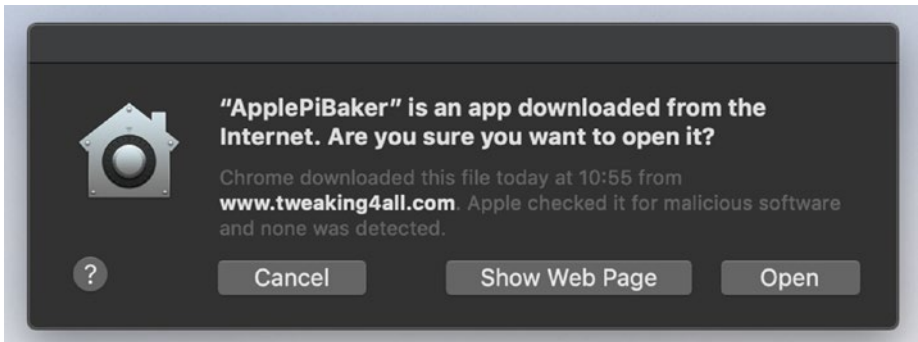 “ApplePiBaker” is an app downloaded from the
Internet. Are you sure you want to open it?
Chrome downloaded this file today at 10:55 from
www.tweaking4all.com. Apple checked it for malicious software
and none was detected.
?
Cancel
Show Web Page
Open